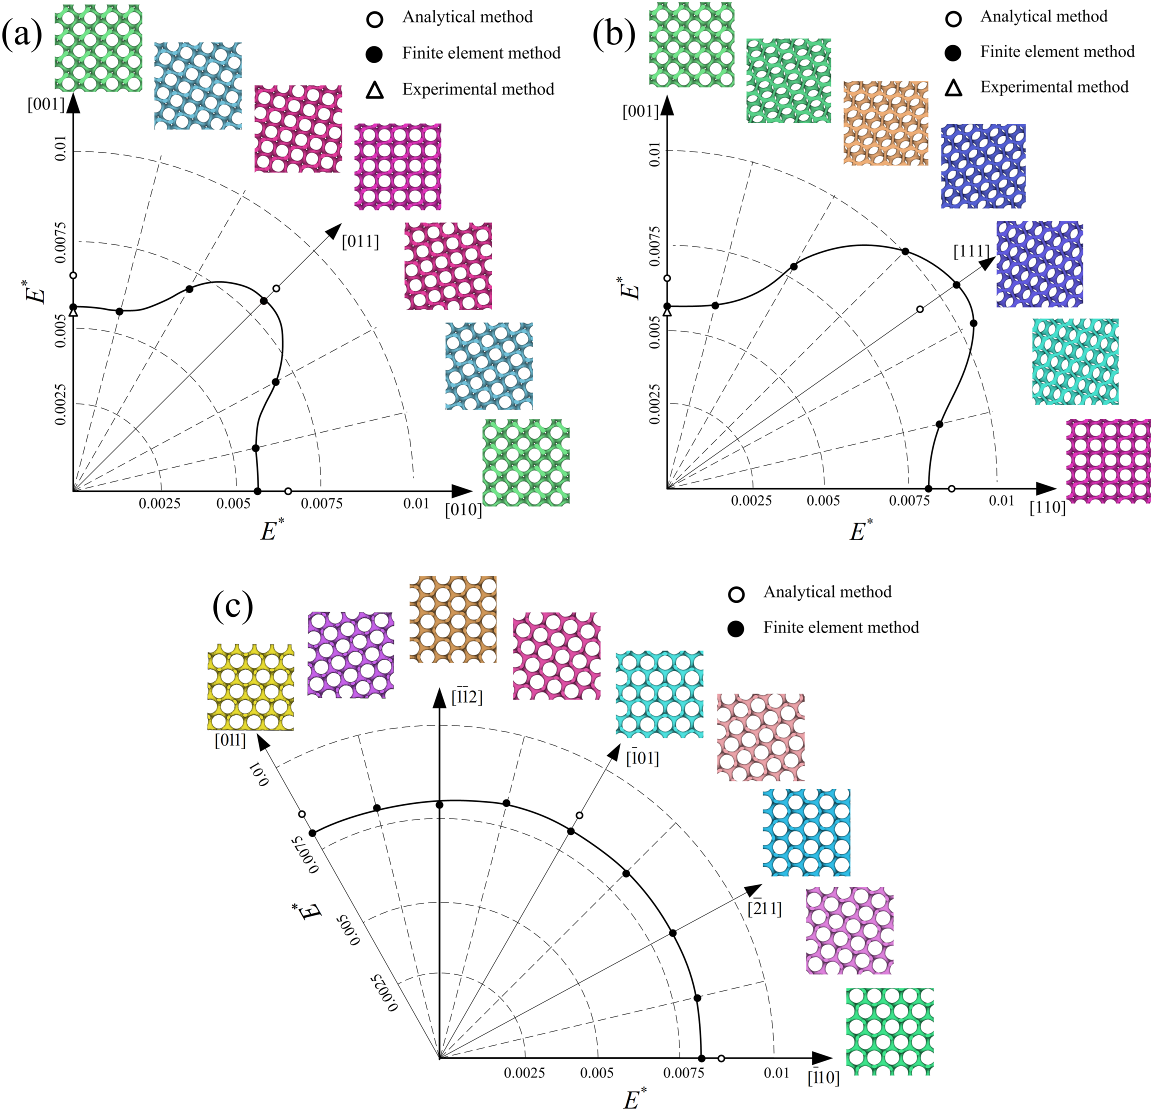 (a)
Analytical method
Finite element method
Experimental method
[001]
0.01
0.0075
E*
0.005
0.0025
[011]
0.0025
0.005
0.0075
0.01
[010]
E*
(b)
Analytical method
Finite element method
Experimental method
[001]
0.01
0.0075
E*
0.005
0.0025
[111]
0.0025
0.005
0.0075
0.01
[110]
E*
(c)
Analytical method
Finite element method
[1̅1̅2]
[01̅1]
[1̅01]
0.01
0.0075
E*
0.005
0.0025
[2̅11]
0.0025
0.005
0.0075
0.01
[1̅10]
E*